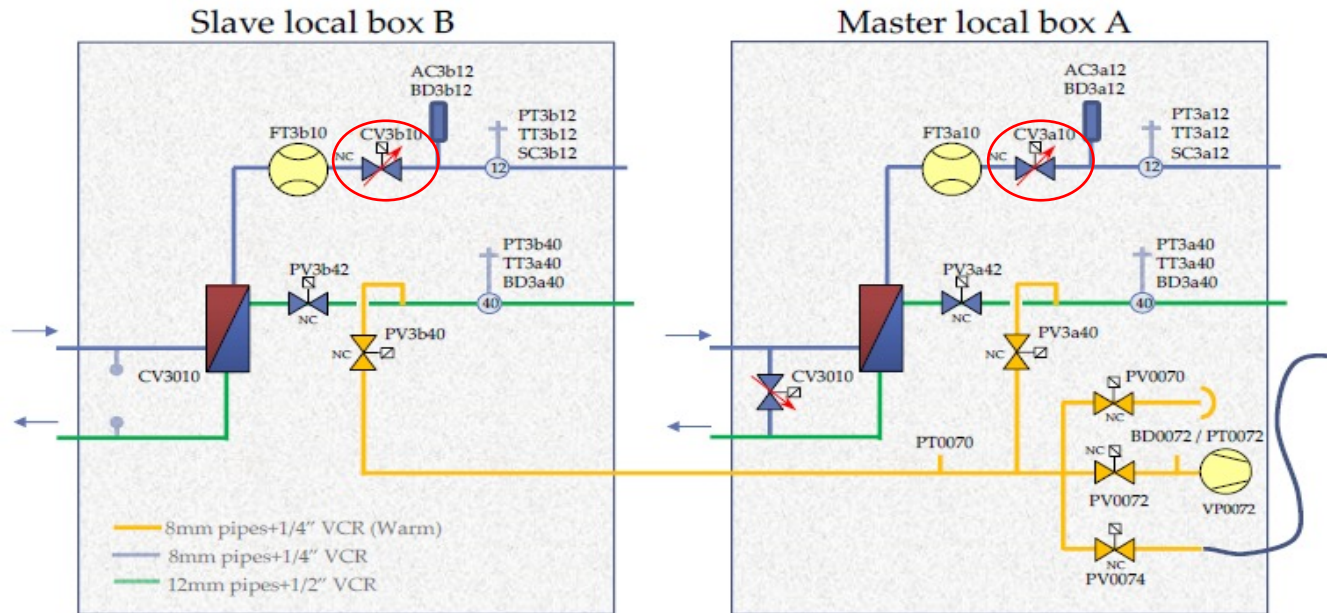 Slave local box B
Master local box A
AC3b12
BD3b12
PT3b12
TT3b12
SC3b12
FT3b10
CV3b10
NC
12
PT3b40
TT3a40
BD3a40
PV3b42
NC
40
PV3b40
NC
CV3010
8mm pipes+1/4" VCR (Warm)
8mm pipes+1/4" VCR
12mm pipes+1/2" VCR
AC3a12
BD3a12
PT3a12
TT3a12
SC3a12
FT3a10
CV3a10
NC
12
PT3a40
TT3a40
BD3a40
PV3a42
NC
40
PV3a40
NC
CV3010
PV0070
NC
PT0070
BD0072 / PT0072
NC
PV0072
VP0072
NC
PV0074